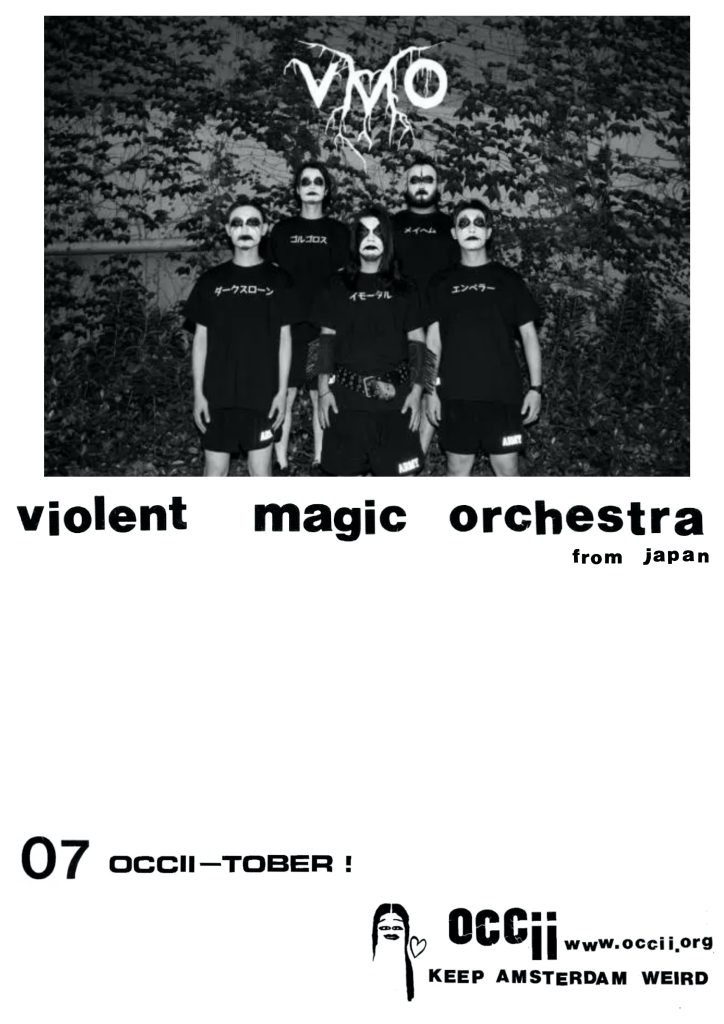 VMO
ゴルゴロス
メイヘム
ダークスローン
イモータル
エンペラー
ARMY
ARMY
violent magic orchestra
from japan
07 OCCII—TOBER !
occii www.occii.org
KEEP AMSTERDAM WEIRD